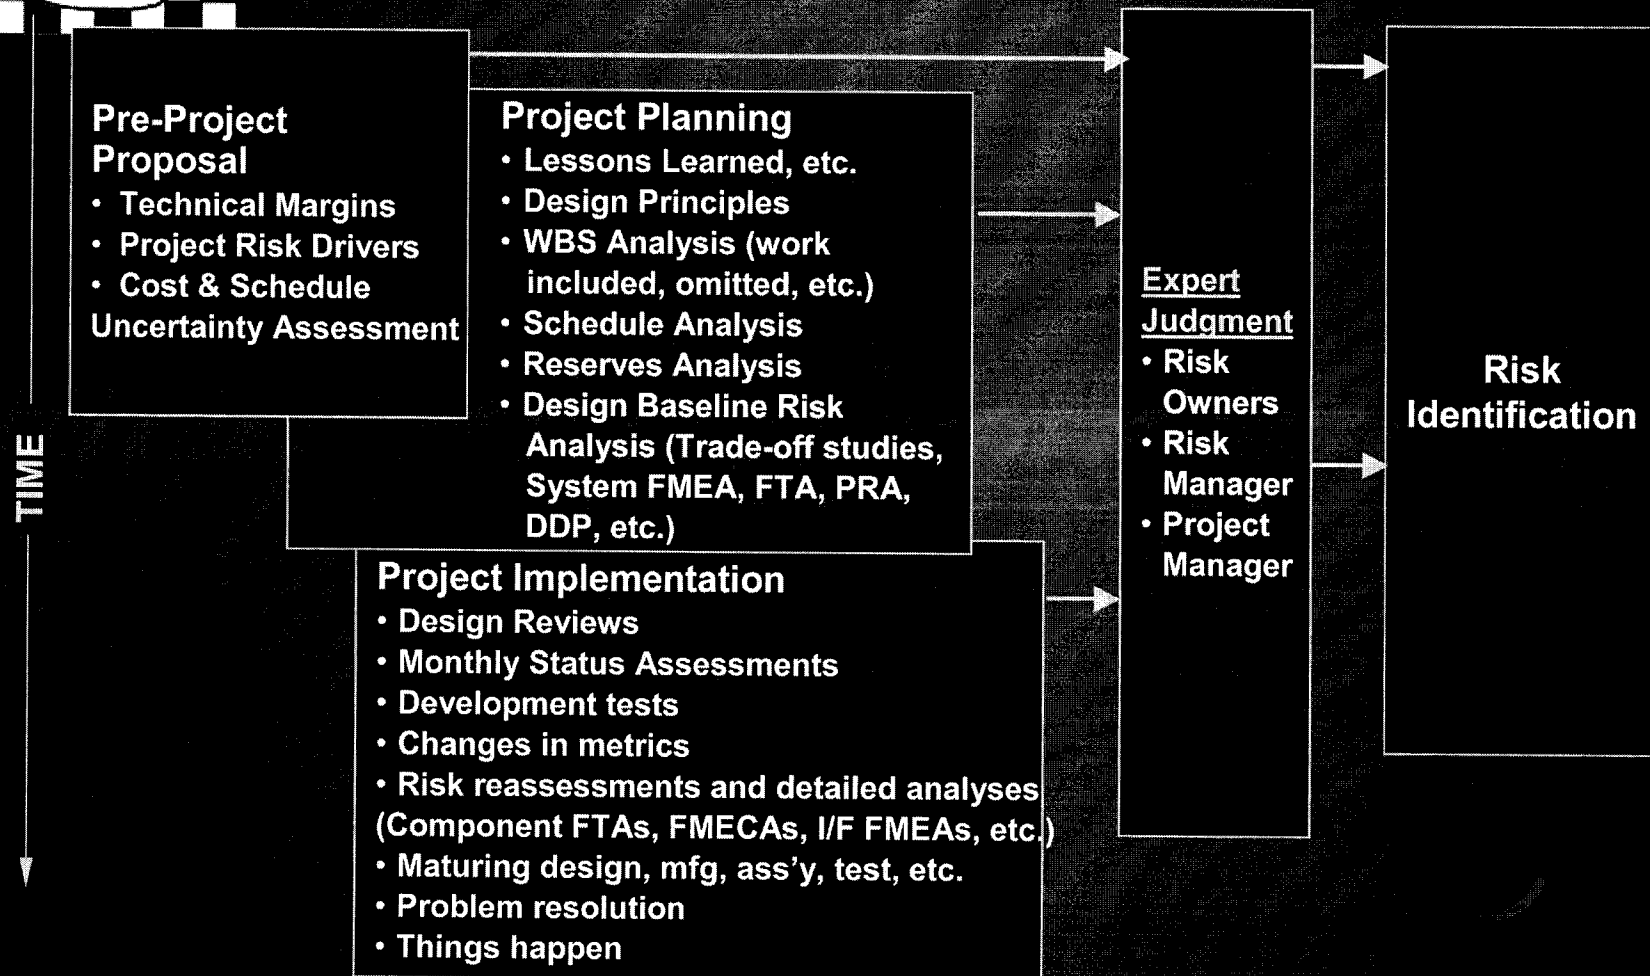 Pre-Project
Proposal
• Technical Margins
• Project Risk Drivers
• Cost & Schedule
Uncertainty Assessment
Project Planning
• Lessons Learned, etc.
• Design Principles
• WBS Analysis (work
included, omitted, etc.)
• Schedule Analysis
• Reserves Analysis
• Design Baseline Risk
Analysis (Trade-off studies,
System FMEA, FTA, PRA,
DDP, etc.)
Project Implementation
• Design Reviews
• Monthly Status Assessments
• Development tests
• Changes in metrics
• Risk reassessments and detailed analyses
(Component FTAs, FMECAs, I/F FMEAs, etc.)
• Maturing design, mfg, ass'y, test, etc.
• Problem resolution
• Things happen
Expert
Judgment
• Risk
Owners
• Risk
Manager
• Project
Manager
Risk
Identification
TIME